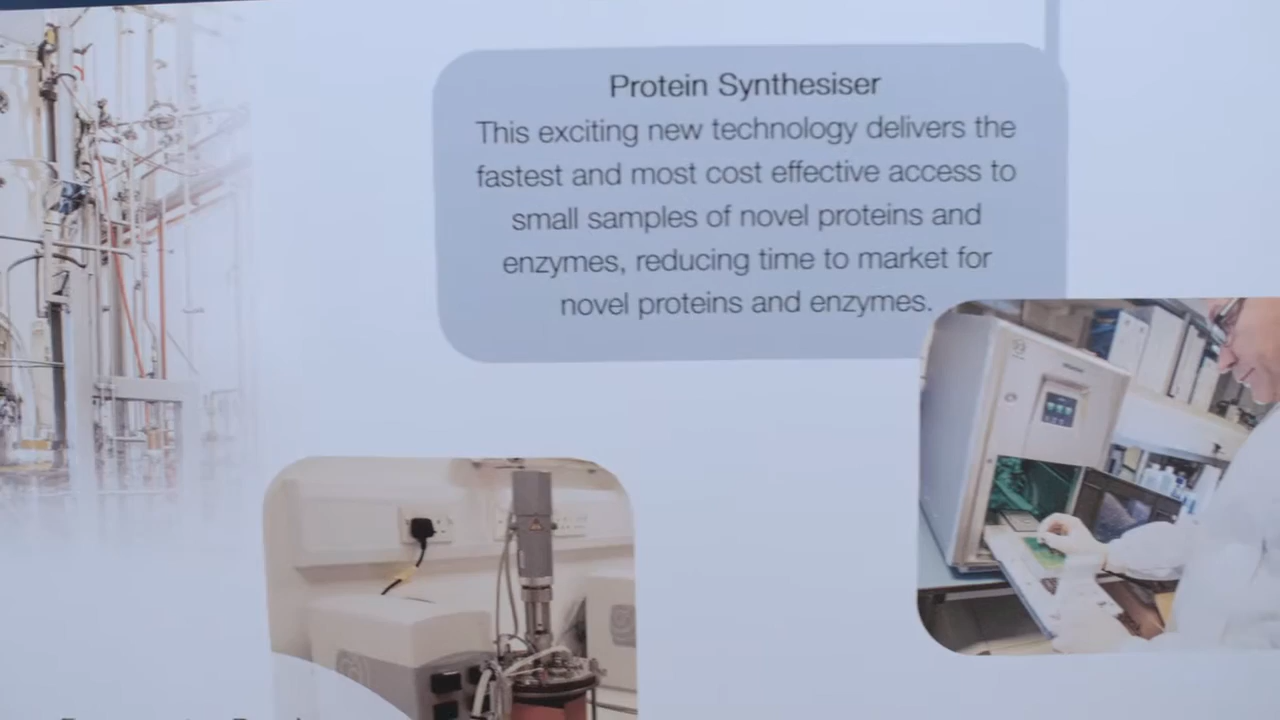 Protein Synthesiser
This exciting new technology delivers the
fastest and most cost effective access to
small samples of novel proteins and
enzymes, reducing time to market for
novel proteins and enzymes.